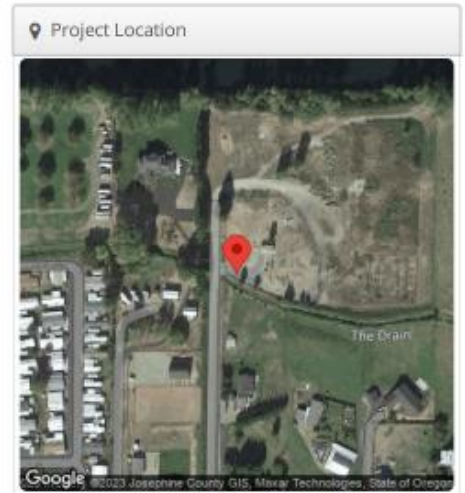 Project Location
The Drain
Google ©2023 Josephine County GIS, Maxar Technologies, State of Oregon